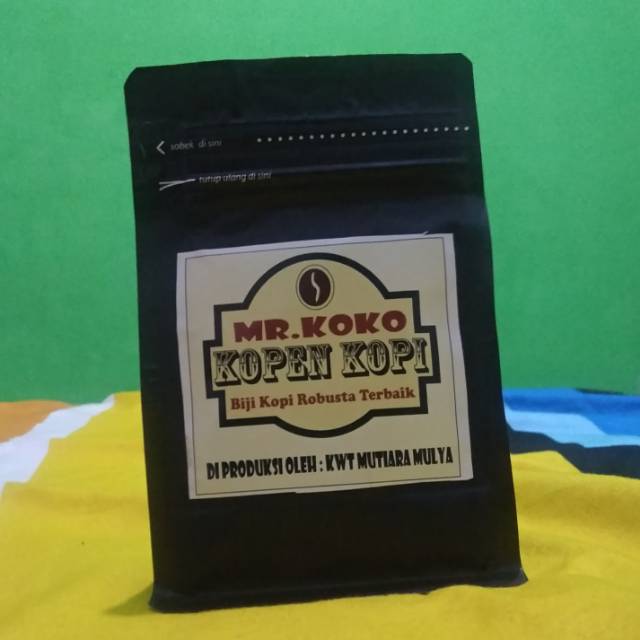 sobek di sini
tutup ulang di sini
MR.KOKO
KOPEN KOPI
Biji Kopi Robusta Terbaik
DI PRODUKSI OLEH : KWT MUTIARA MULYA